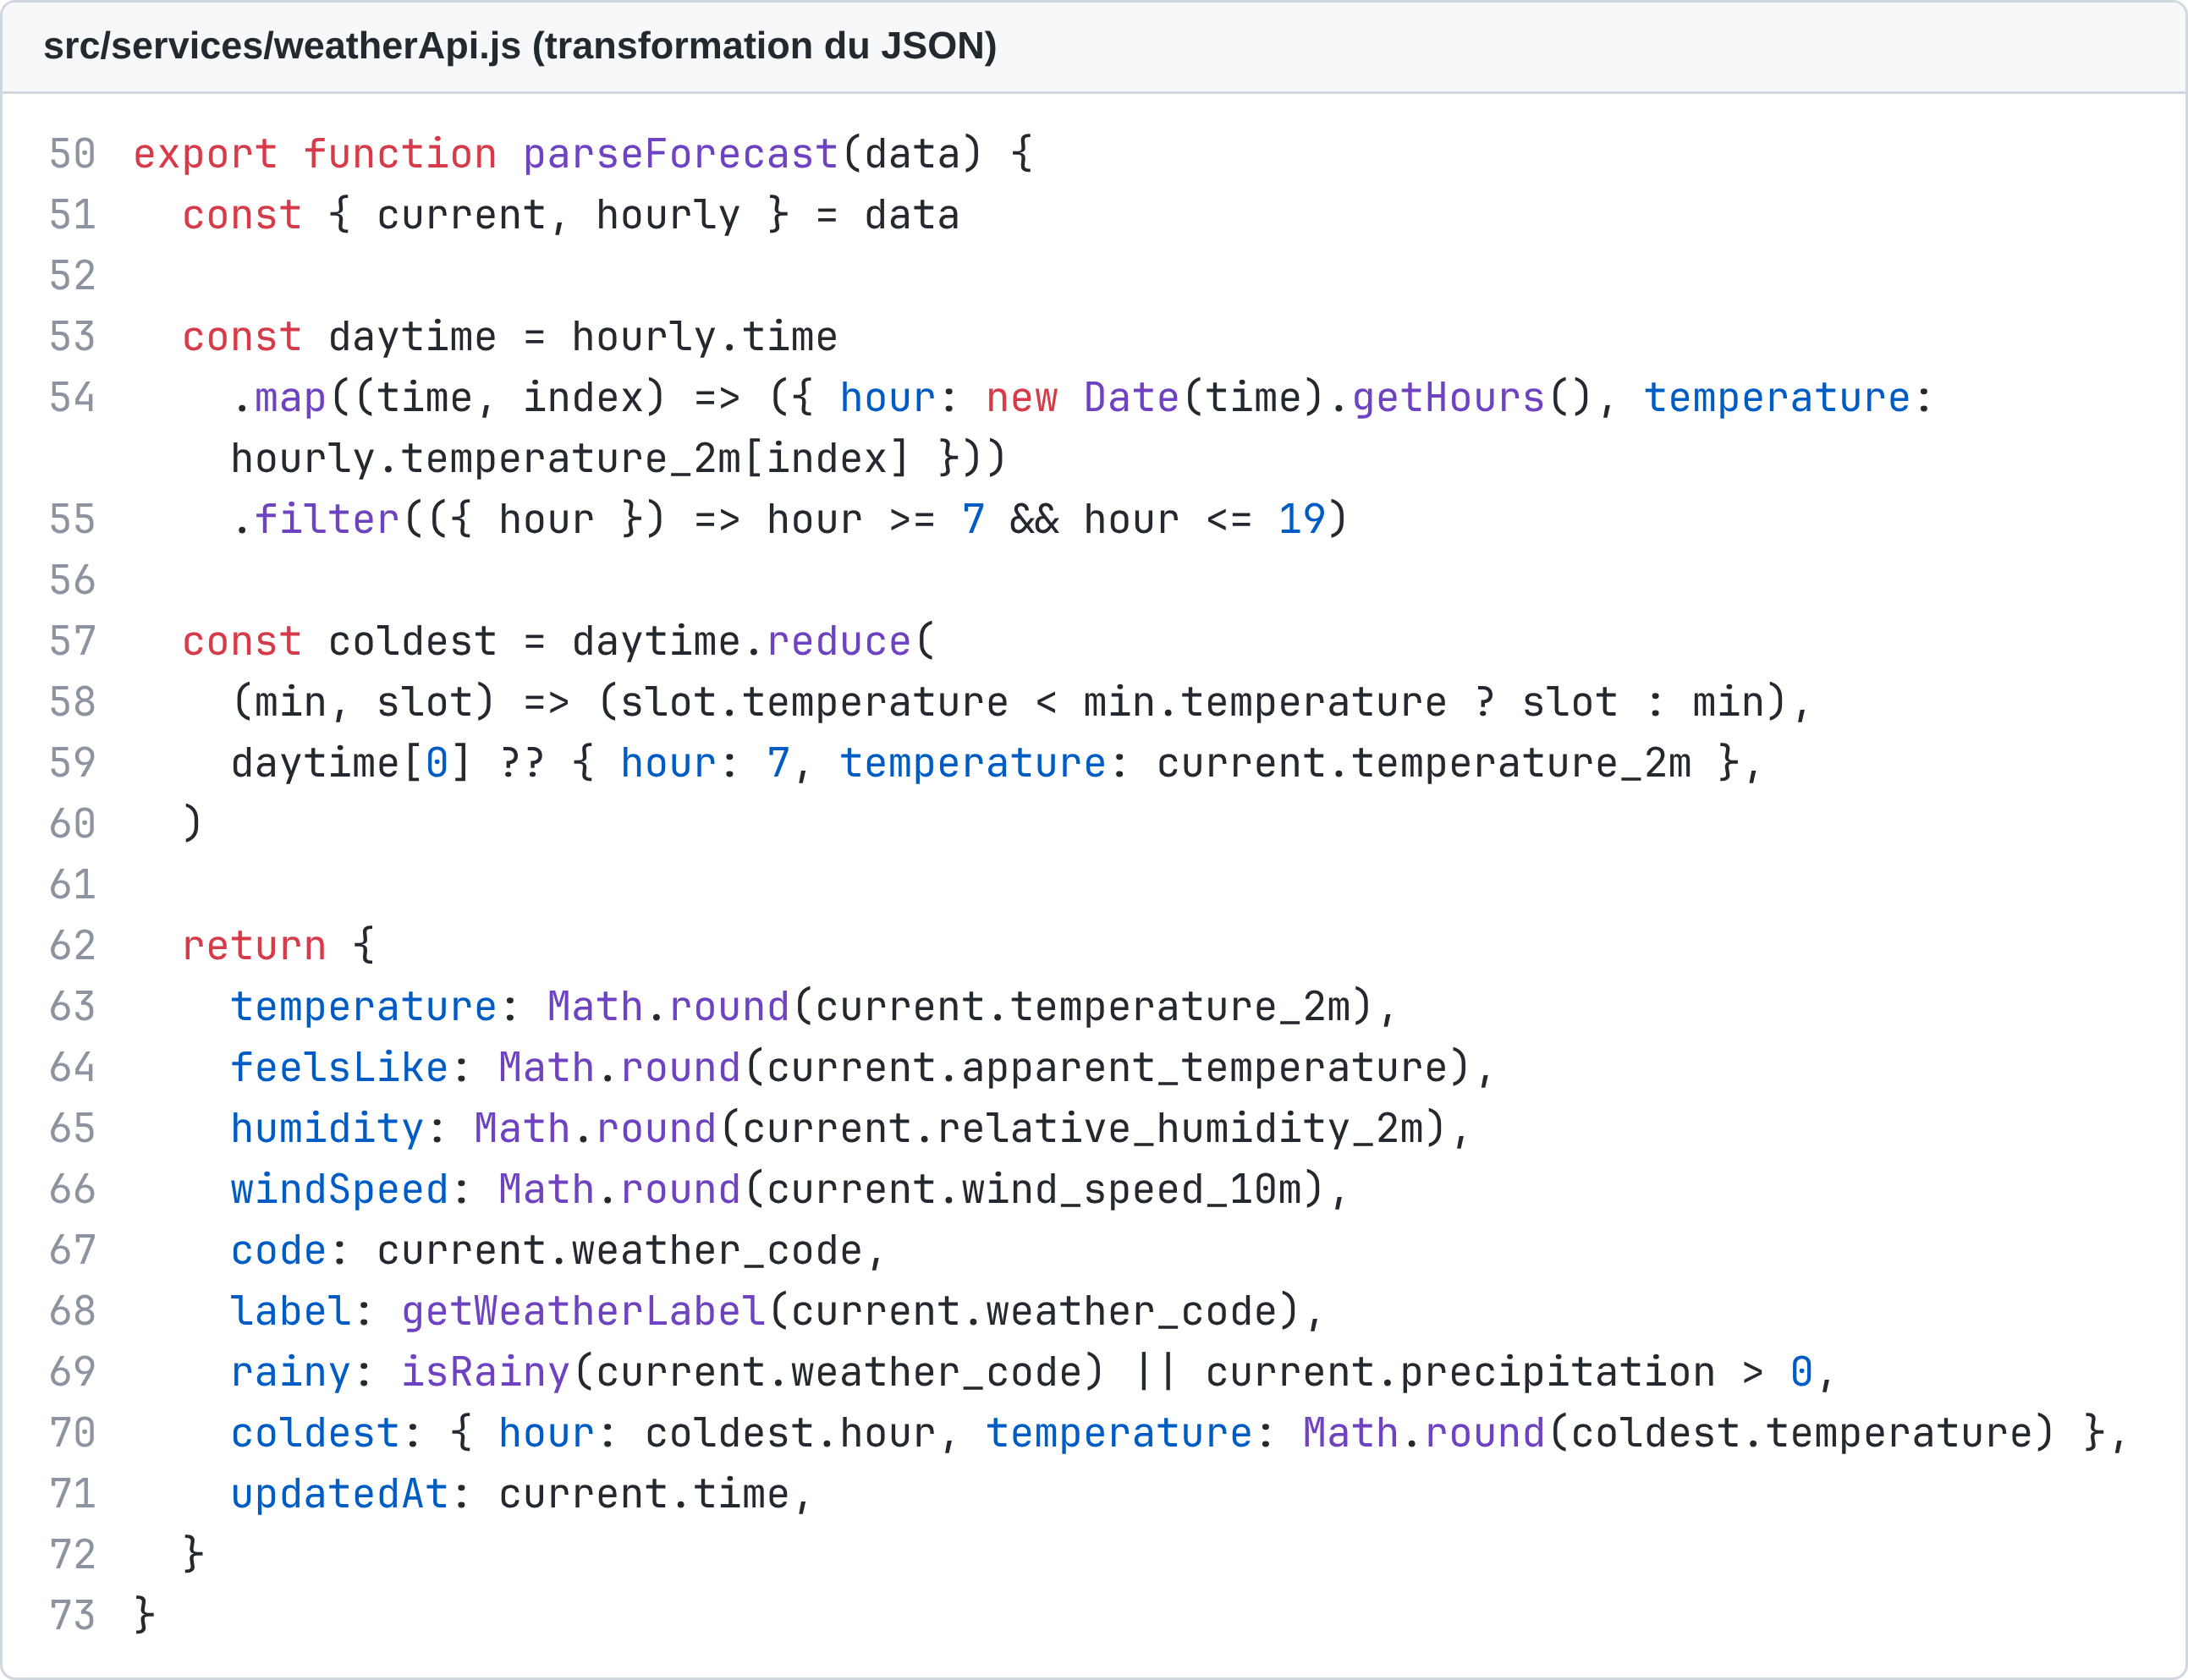 src/services/weatherApi.js (transformation du JSON)
50 export function parseForecast(data) {
51   const { current, hourly } = data
52
53   const daytime = hourly.time
54     .map((time, index) => ({ hour: new Date(time).getHours(), temperature:
    hourly.temperature_2m[index] }))
55     .filter(({ hour }) => hour >= 7 && hour <= 19)
56
57   const coldest = daytime.reduce(
58     (min, slot) => (slot.temperature < min.temperature ? slot : min),
59     daytime[0] ?? { hour: 7, temperature: current.temperature_2m },
60   )
61
62   return {
63     temperature: Math.round(current.temperature_2m),
64     feelsLike: Math.round(current.apparent_temperature),
65     humidity: Math.round(current.relative_humidity_2m),
66     windSpeed: Math.round(current.wind_speed_10m),
67     code: current.weather_code,
68     label: getWeatherLabel(current.weather_code),
69     rainy: isRainy(current.weather_code) || current.precipitation > 0,
70     coldest: { hour: coldest.hour, temperature: Math.round(coldest.temperature) },
71     updatedAt: current.time,
72   }
73 }